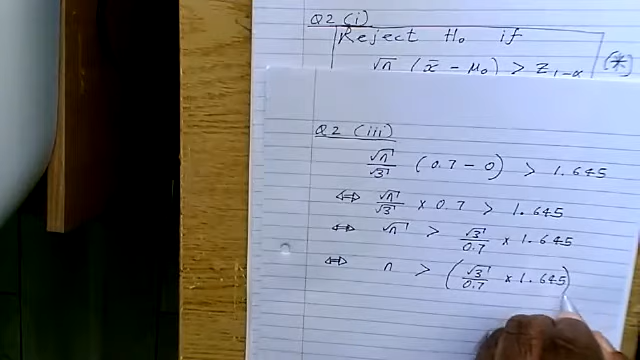 Q2 (i)
Reject H₀ if
√n (x̄ - μ₀) > z₁₋α (*)
Q2 (iii)
√n/√3 (0.7 - 0) > 1.645
⇔ √n/√3 × 0.7 > 1.645
⇔ √n > √3/0.7 × 1.645
⇔ n > (√3/0.7 × 1.645)